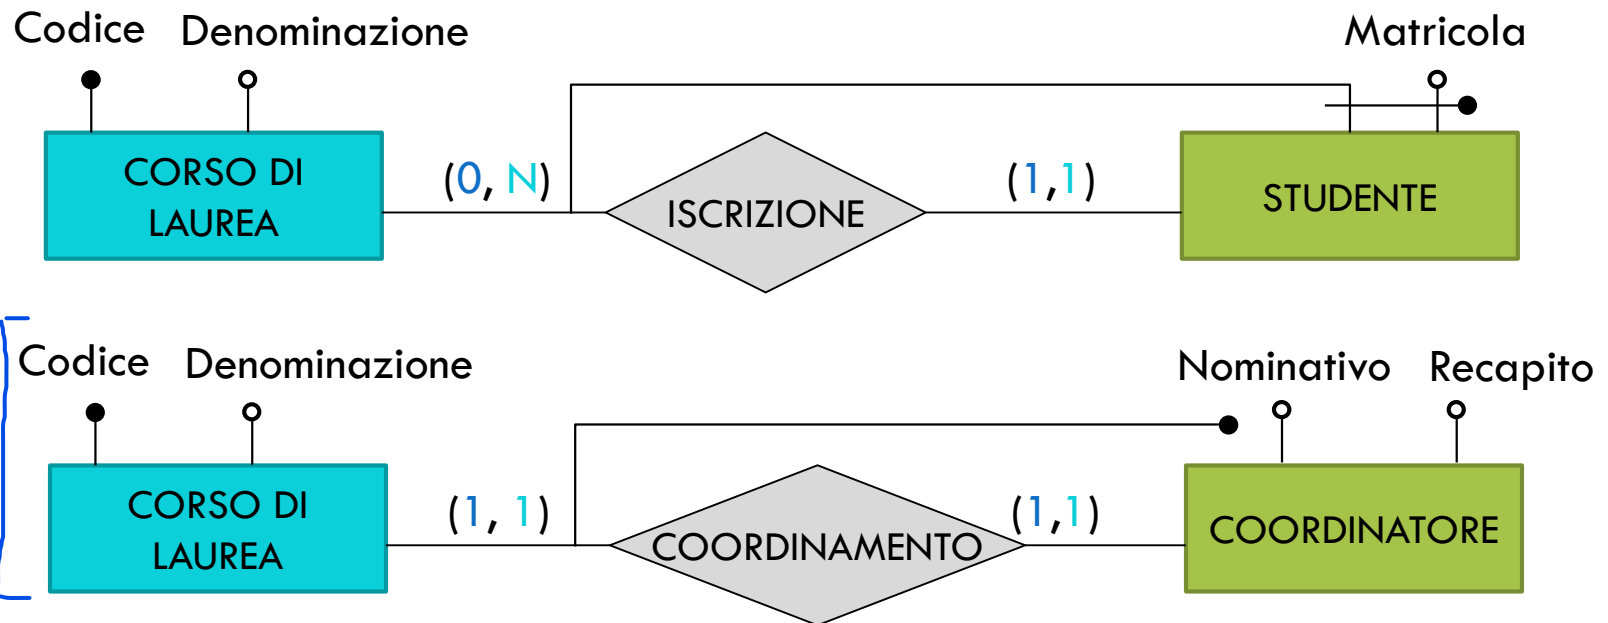 Codice Denominazione Matricola
CORSO DI
LAUREA
(0, N)
ISCRIZIONE
(1,1)
STUDENTE
Codice Denominazione Nominativo Recapito
CORSO DI
LAUREA
(1, 1)
COORDINAMENTO
(1,1)
COORDINATORE